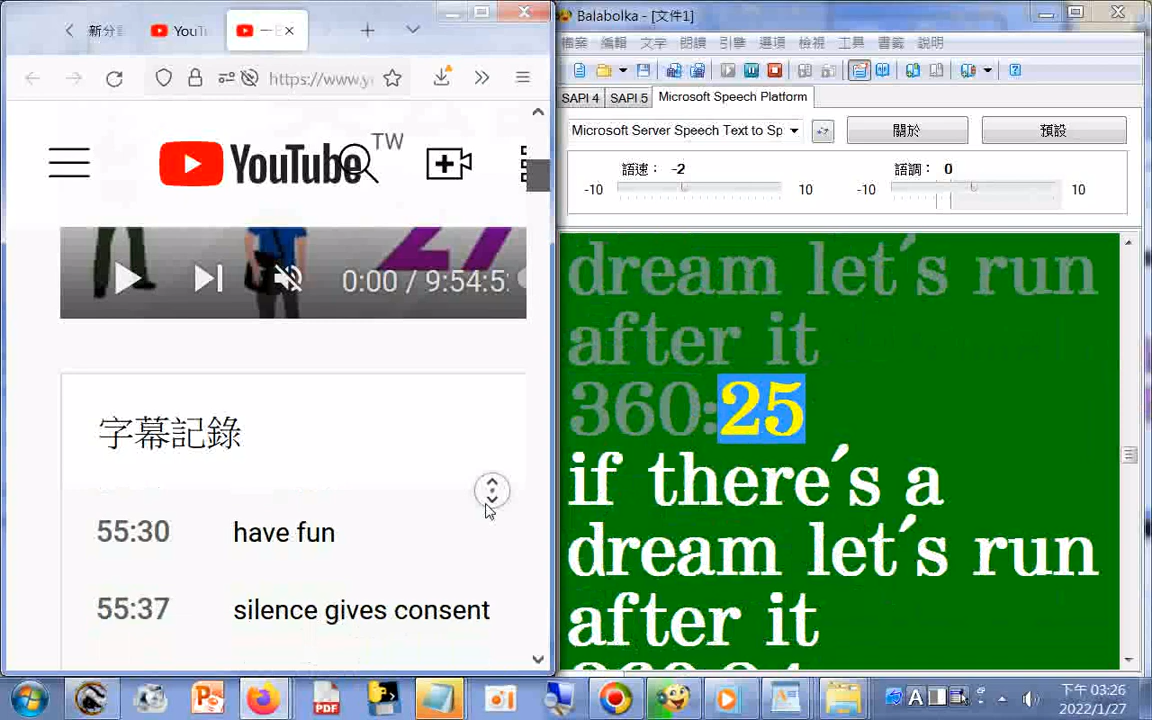 新分
YouTu
一
https://www.y
TW
YouTube
0:00 / 9:54:5
字幕記錄
55:30 have fun
55:37 silence gives consent
Balabolka - [文件1]
檔案 編輯 文字 朗讀 引擎 選項 檢視 工具 書籤 說明
SAPI 4 SAPI 5 Microsoft Speech Platform
Microsoft Server Speech Text to Sp 關於 預設
語速: -2 語調: 0
-10 10 -10 10
dream let´s run
after it
360:25
if there´s a
dream let´s run
after it
360:24
PDF
A
下午 03:26
2022/1/27